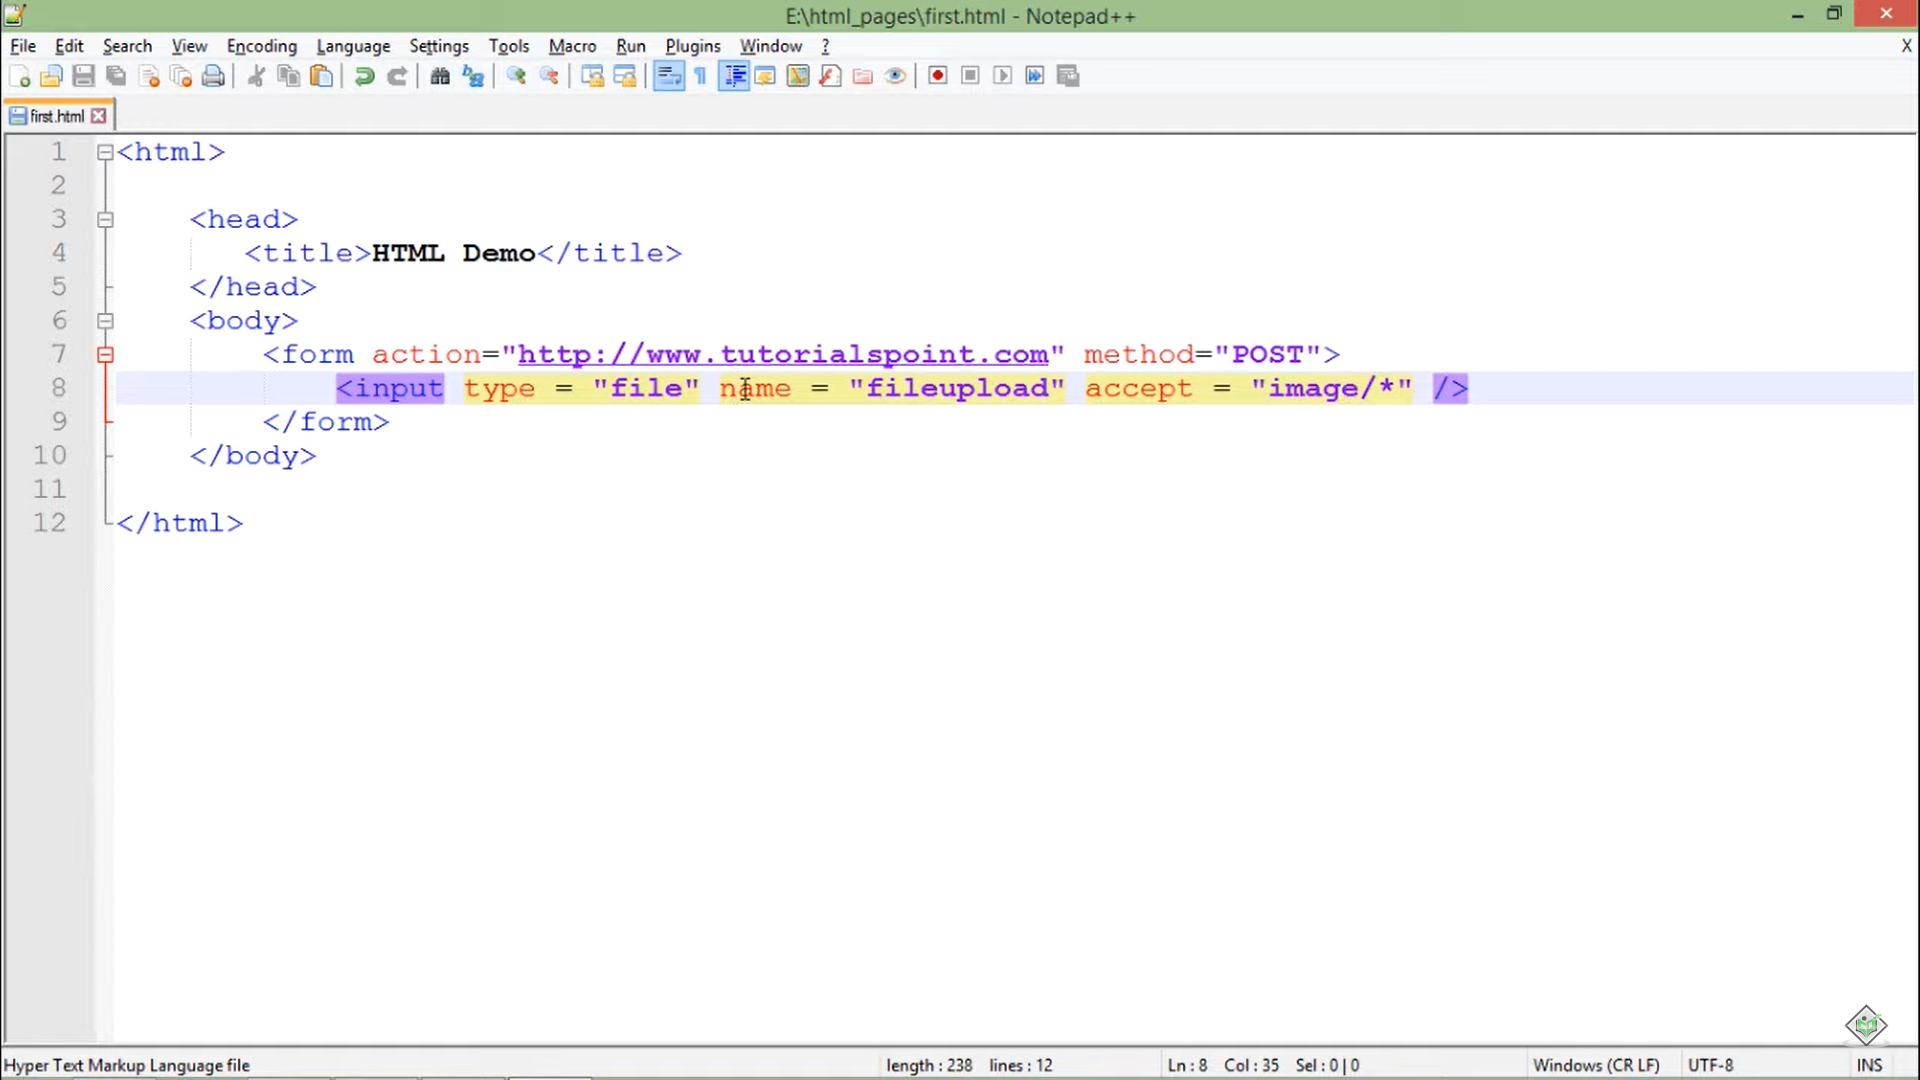 E:\html_pages\first.html - Notepad++
File Edit Search View Encoding Language Settings Tools Macro Run Plugins Window ? X
first.html
1 <html>
2
3 <head>
4 <title>HTML Demo</title>
5 </head>
6 <body>
7 <form action="http://www.tutorialspoint.com" method="POST">
8 <input type = "file" name = "fileupload" accept = "image/*" />
9 </form>
10 </body>
11
12 </html>
Hyper Text Markup Language file length : 238 lines : 12 Ln : 8 Col : 35 Sel : 0 | 0 Windows (CR LF) UTF-8 INS